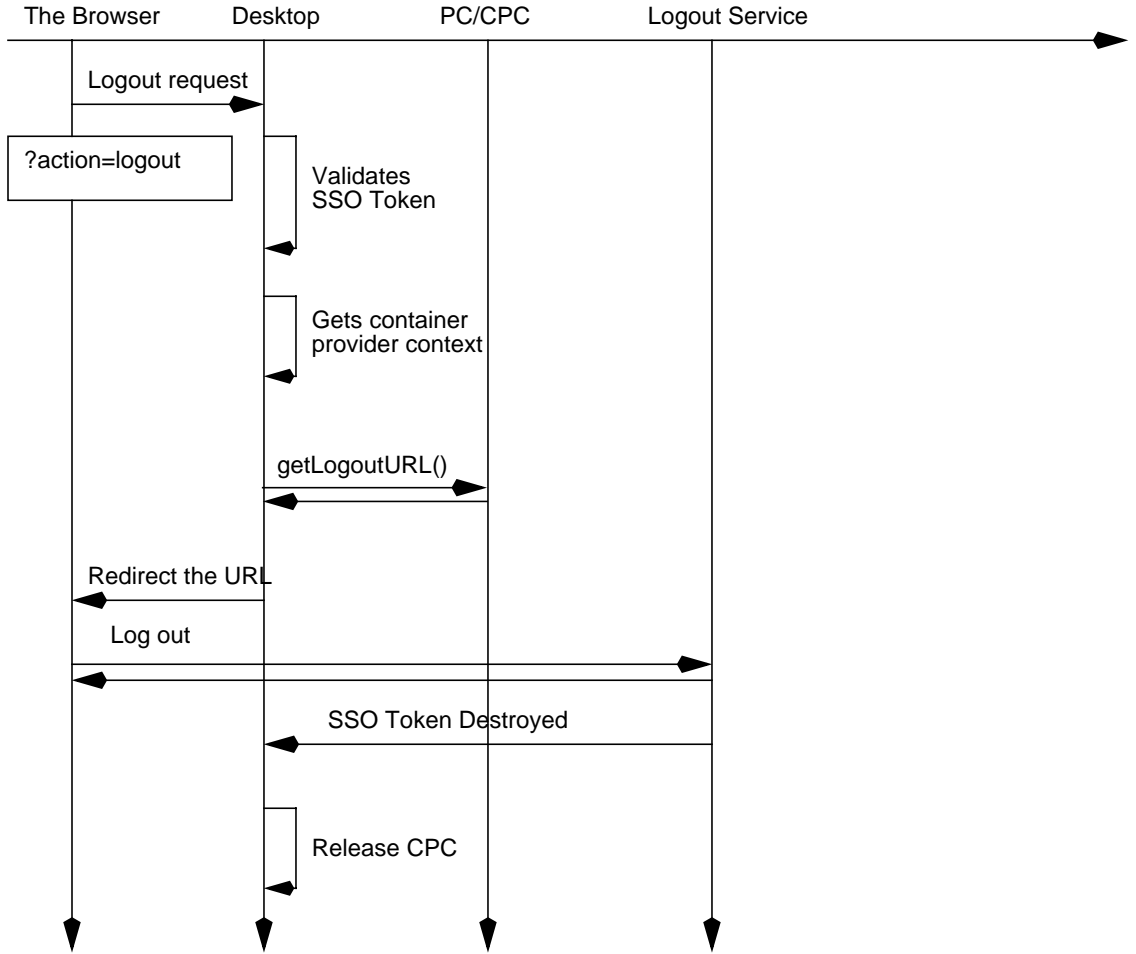 The Browser
Desktop
PC/CPC
Logout Service
Logout request
?action=logout
Validates
SSO Token
Gets container
provider context
getLogoutURL()
Redirect the URL
Log out
SSO Token Destroyed
Release CPC